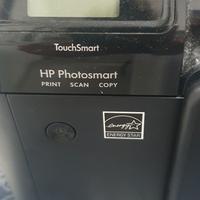 TouchSmart
HP Photosmart
PRINT SCAN COPY
energy
ENERGY STAR